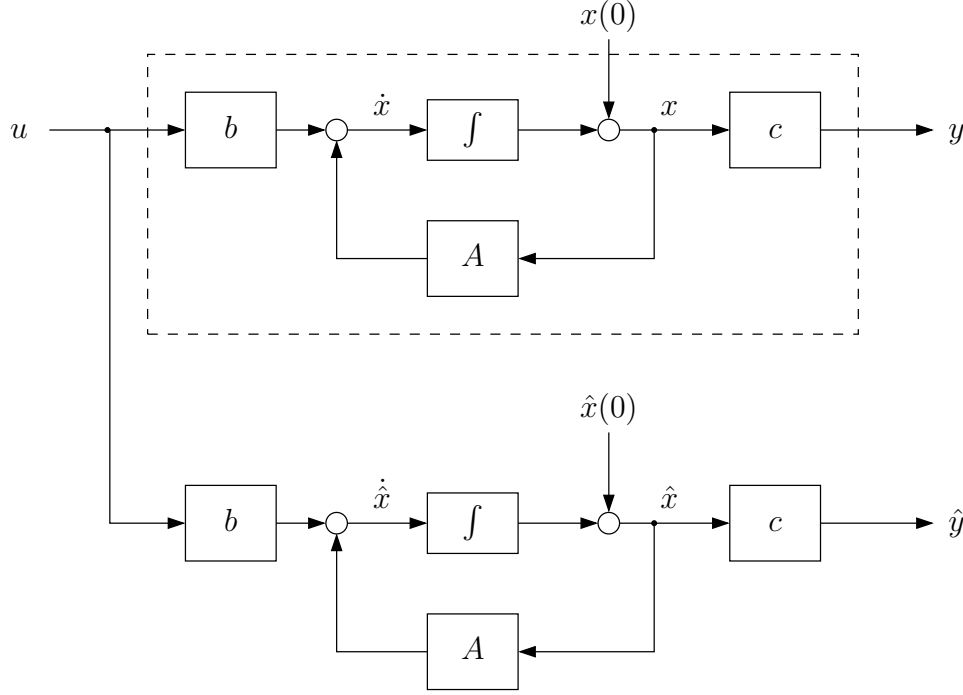 x(0)
u b ẋ ∫ x c y
A
x̂(0)
b x̂̇ ∫ x̂ c ŷ
A